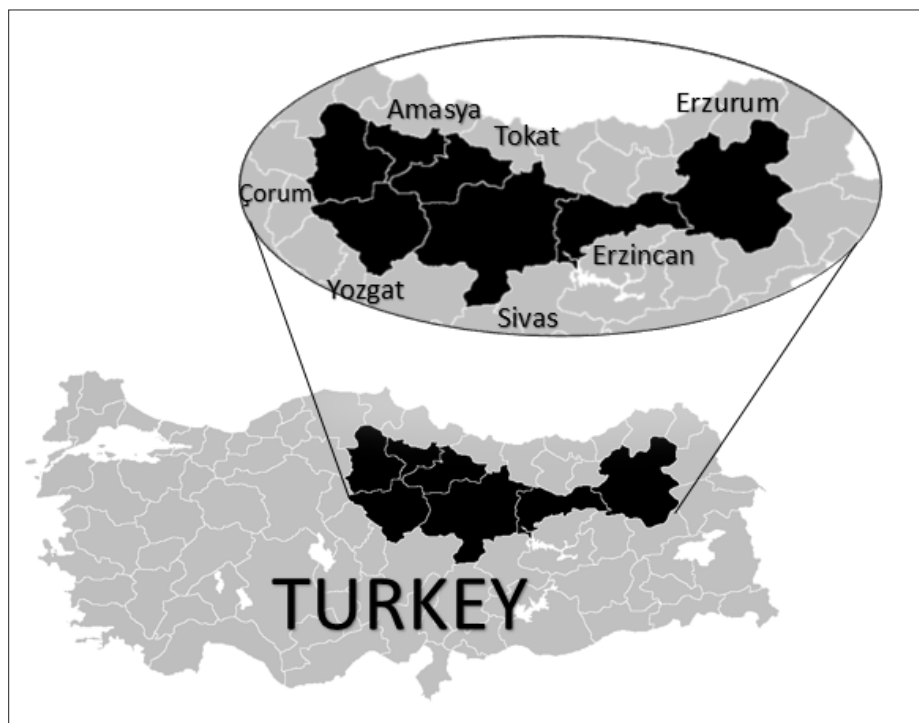 Erzurum
Amasya
Tokat
Çorum
Erzincan
Yozgat
Sivas
TURKEY